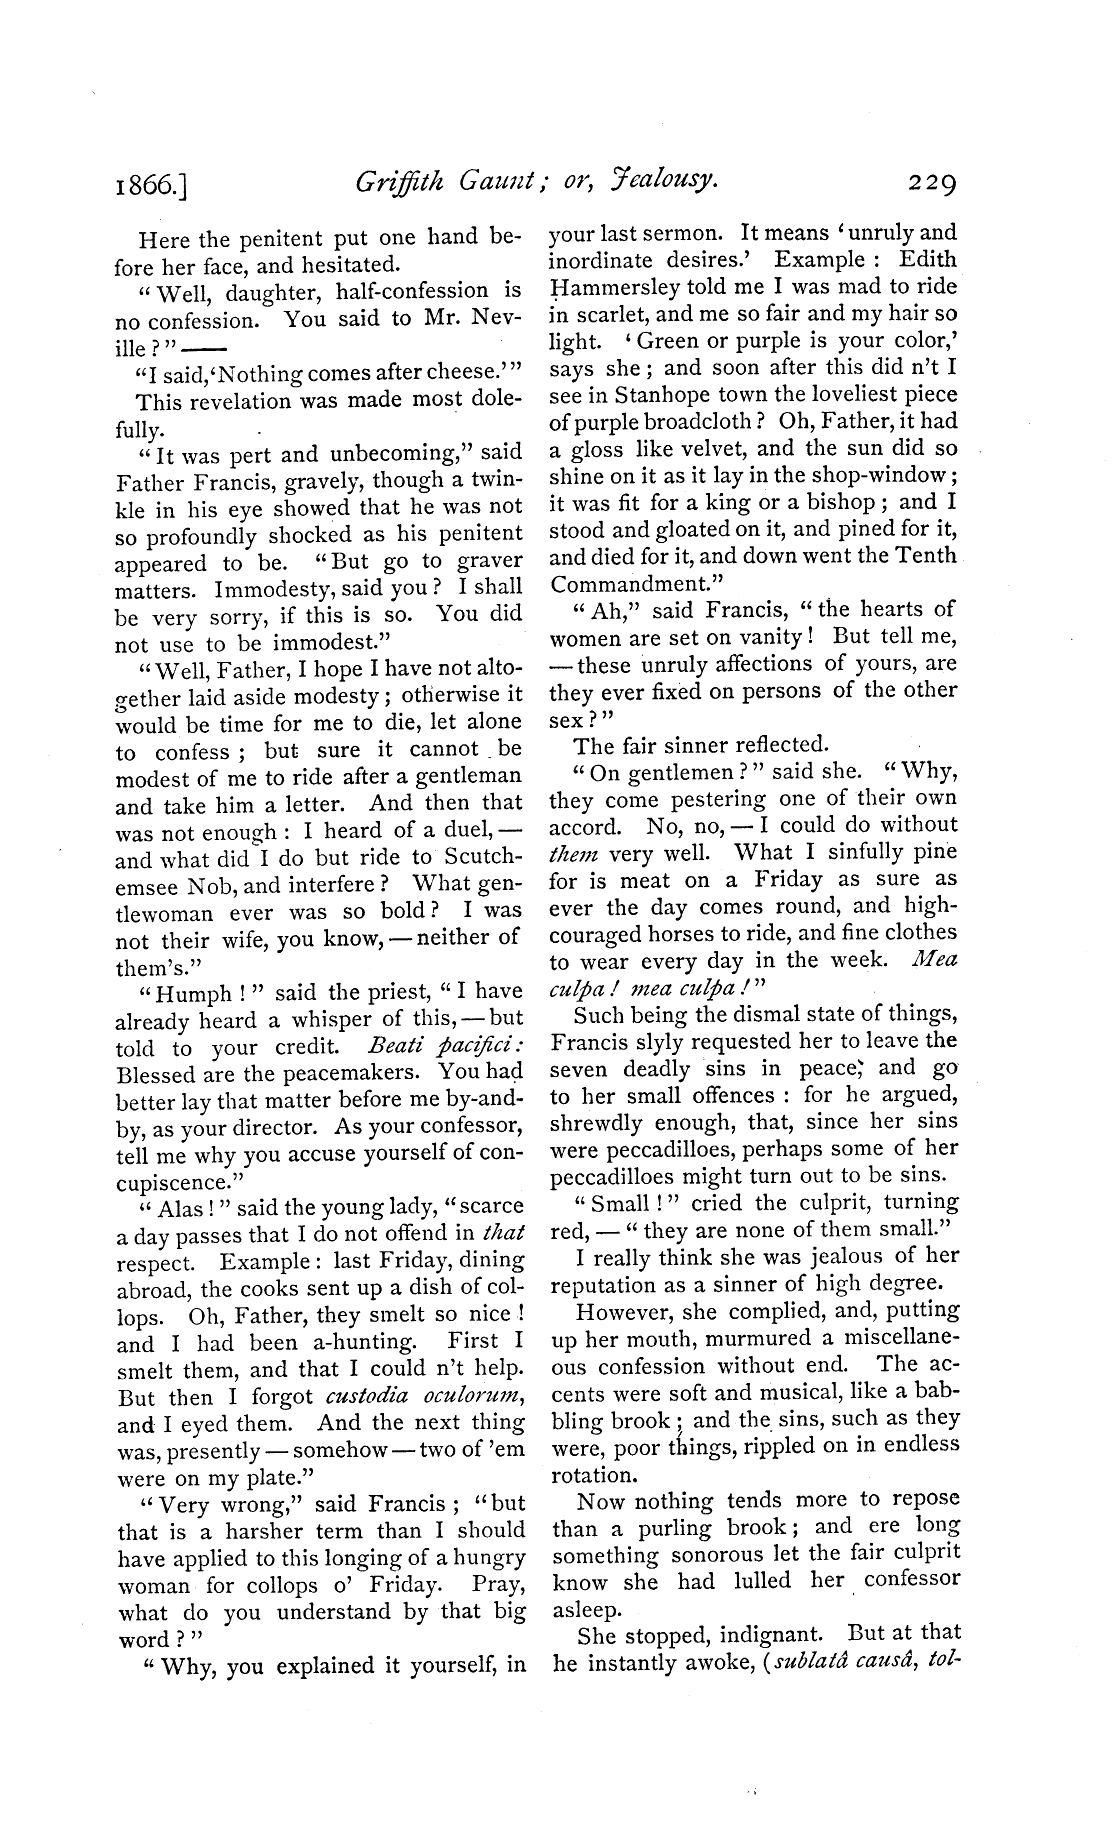 1866.] Griffith Gaunt; or, Jealousy. 229
Here the penitent put one hand be-
fore her face, and hesitated.
"Well, daughter, half-confession is
no confession. You said to Mr. Nev-
ille?"——
"I said, 'Nothing comes after cheese.'"
This revelation was made most dole-
fully.
"It was pert and unbecoming," said
Father Francis, gravely, though a twin-
kle in his eye showed that he was not
so profoundly shocked as his penitent
appeared to be. "But go to graver
matters. Immodesty, said you? I shall
be very sorry, if this is so. You did
not use to be immodest."
"Well, Father, I hope I have not alto-
gether laid aside modesty; otherwise it
would be time for me to die, let alone
to confess; but sure it cannot be
modest of me to ride after a gentleman
and take him a letter. And then that
was not enough: I heard of a duel,—
and what did I do but ride to Scutch-
emsee Nob, and interfere? What gen-
tlewoman ever was so bold? I was
not their wife, you know,—neither of
them's."
"Humph!" said the priest, "I have
already heard a whisper of this,—but
told to your credit. Beati pacifici:
Blessed are the peacemakers. You had
better lay that matter before me by-and-
by, as your director. As your confessor,
tell me why you accuse yourself of con-
cupiscence."
"Alas!" said the young lady, "scarce
a day passes that I do not offend in that
respect. Example: last Friday, dining
abroad, the cooks sent up a dish of col-
lops. Oh, Father, they smelt so nice!
and I had been a-hunting. First I
smelt them, and that I could n't help.
But then I forgot custodia oculorum,
and I eyed them. And the next thing
was, presently—somehow—two of 'em
were on my plate."
"Very wrong," said Francis; "but
that is a harsher term than I should
have applied to this longing of a hungry
woman for collops o' Friday. Pray,
what do you understand by that big
word?"
"Why, you explained it yourself, in
your last sermon. It means 'unruly and
inordinate desires.' Example: Edith
Hammersley told me I was mad to ride
in scarlet, and me so fair and my hair so
light. 'Green or purple is your color,'
says she; and soon after this did n't I
see in Stanhope town the loveliest piece
of purple broadcloth? Oh, Father, it had
a gloss like velvet, and the sun did so
shine on it as it lay in the shop-window;
it was fit for a king or a bishop; and I
stood and gloated on it, and pined for it,
and died for it, and down went the Tenth
Commandment."
"Ah," said Francis, "the hearts of
women are set on vanity! But tell me,
—these unruly affections of yours, are
they ever fixed on persons of the other
sex?"
The fair sinner reflected.
"On gentlemen?" said she. "Why,
they come pestering one of their own
accord. No, no,—I could do without
them very well. What I sinfully pine
for is meat on a Friday as sure as
ever the day comes round, and high-
couraged horses to ride, and fine clothes
to wear every day in the week. Mea
culpa! mea culpa!"
Such being the dismal state of things,
Francis slyly requested her to leave the
seven deadly sins in peace, and go
to her small offences: for he argued,
shrewdly enough, that, since her sins
were peccadilloes, perhaps some of her
peccadilloes might turn out to be sins.
"Small!" cried the culprit, turning
red,—"they are none of them small."
I really think she was jealous of her
reputation as a sinner of high degree.
However, she complied, and, putting
up her mouth, murmured a miscellane-
ous confession without end. The ac-
cents were soft and musical, like a bab-
bling brook; and the sins, such as they
were, poor things, rippled on in endless
rotation.
Now nothing tends more to repose
than a purling brook; and ere long
something sonorous let the fair culprit
know she had lulled her confessor
asleep.
She stopped, indignant. But at that
he instantly awoke, (sublatâ causâ, tol-